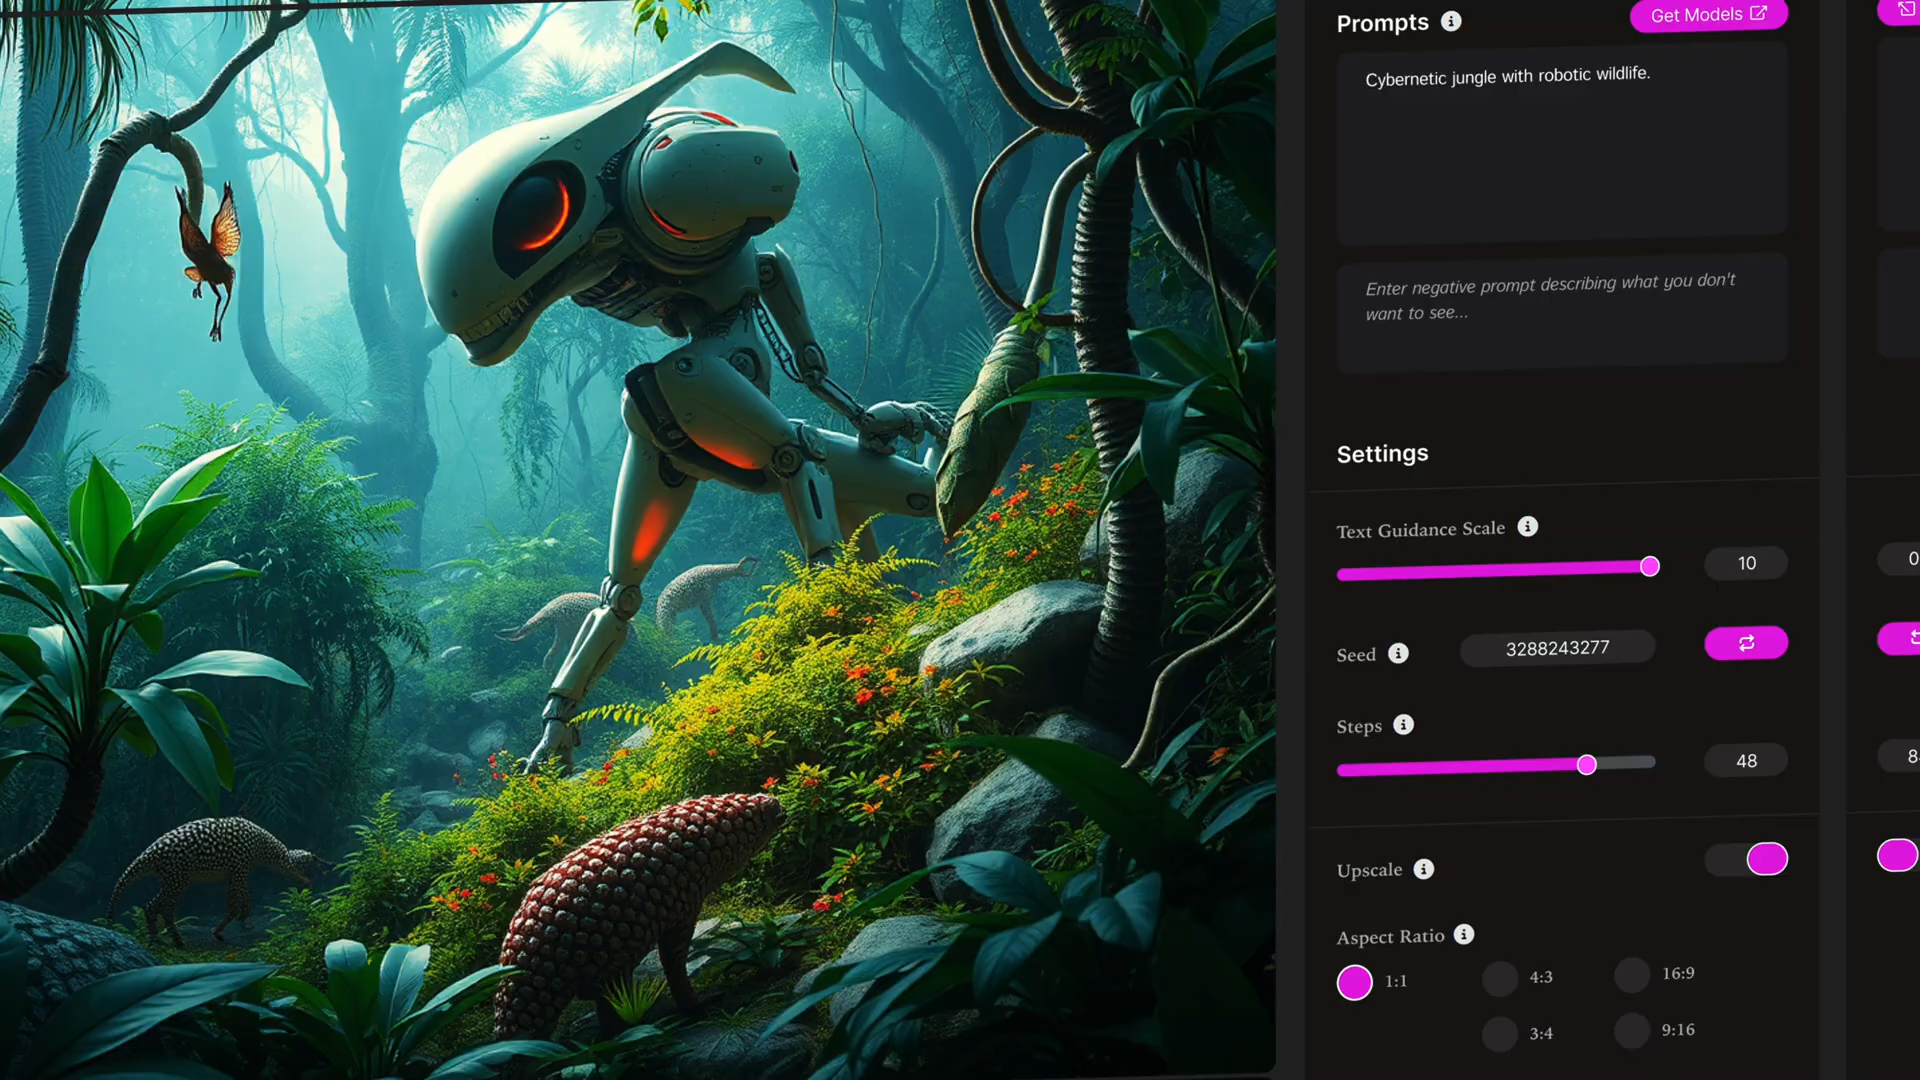 Prompts
Get Models
Cybernetic jungle with robotic wildlife.
Enter negative prompt describing what you don't
want to see...
Settings
Text Guidance Scale
10
0
Seed
3288243277
Steps
48
8
Upscale
Aspect Ratio
1:1
4:3
16:9
3:4
9:16